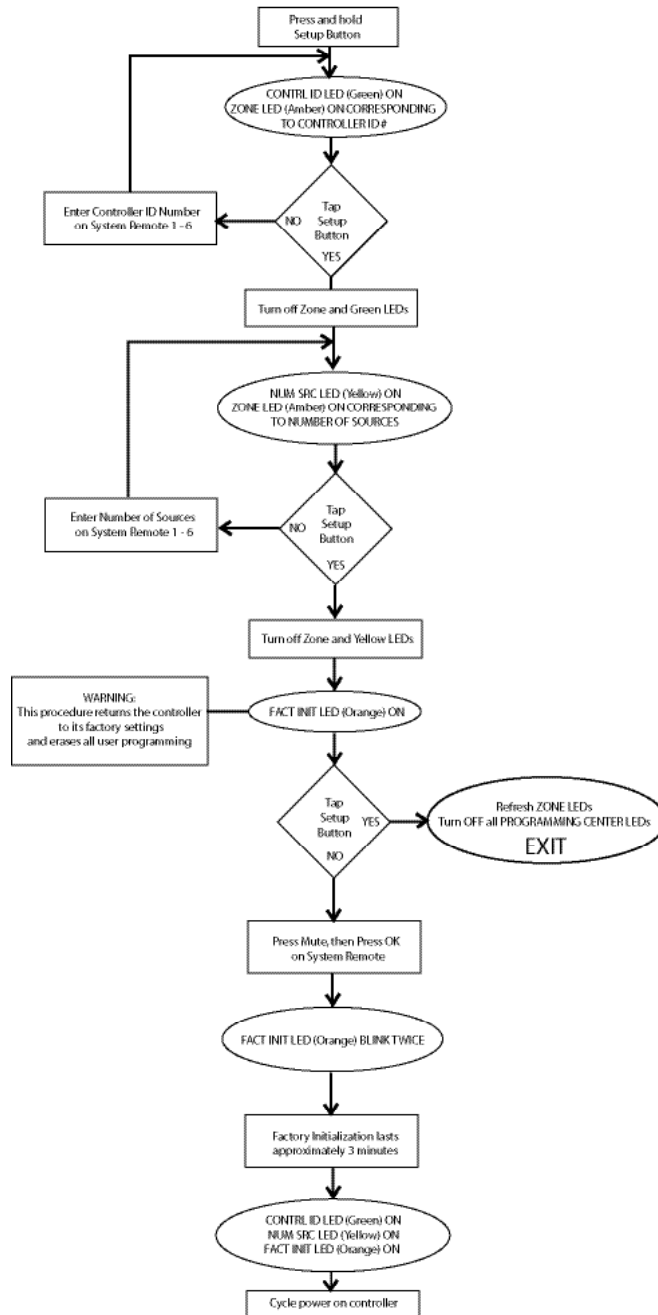 Press and hold
Setup Button
CONTRL ID LED (Green) ON
ZONE LED (Amber) ON CORRESPONDING
TO CONTROLLER ID #
Tap
Setup
Button
NO
YES
Enter Controller ID Number
on System Remote 1 - 6
Turn off Zone and Green LEDs
NUM SRC LED (Yellow) ON
ZONE LED (Amber) ON CORRESPONDING
TO NUMBER OF SOURCES
Tap
Setup
Button
NO
YES
Enter Number of Sources
on System Remote 1 - 6
Turn off Zone and Yellow LEDs
WARNING:
This procedure returns the controller
to its factory settings
and erases all user programming
FACT INIT LED (Orange) ON
Tap
Setup
Button
YES
NO
Refresh ZONE LEDs
Turn OFF all PROGRAMMING CENTER LEDs
EXIT
Press Mute, then Press OK
on System Remote
FACT INIT LED (Orange) BLINK TWICE
Factory Initialization lasts
approximately 3 minutes
CONTRL ID LED (Green) ON
NUM SRC LED (Yellow) ON
FACT INIT LED (Orange) ON
Cycle power on controller